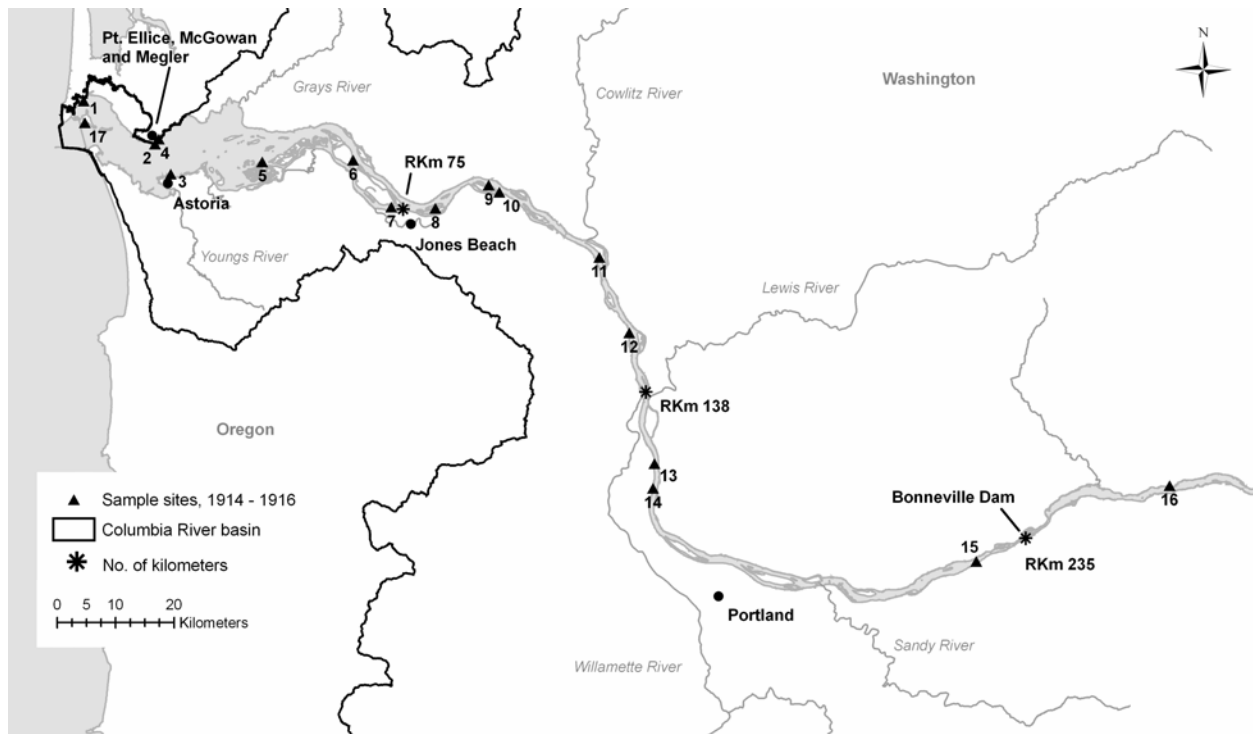 Pt. Ellice, McGowan
and Megler
N
Washington
Grays River
Cowlitz River
1
17
2
4
3
Astoria
5
6
RKm 75
7
8
9
10
Jones Beach
Youngs River
11
Lewis River
12
RKm 138
Oregon
13
14
Bonneville Dam
16
15
RKm 235
Portland
Willamette River
Sandy River
Sample sites, 1914 - 1916
Columbia River basin
No. of kilometers
0 5 10 20
Kilometers